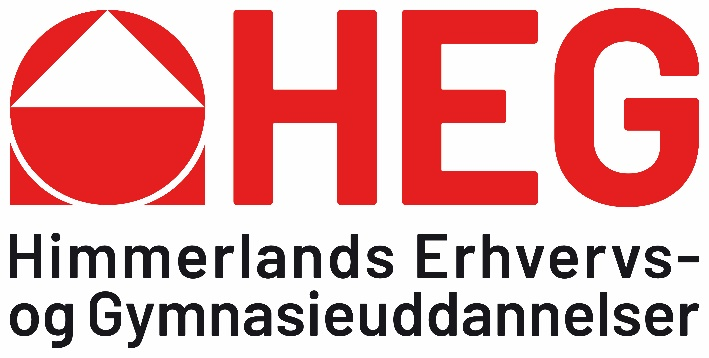 HEG
Himmerlands Erhvervs-
og Gymnasieuddannelser